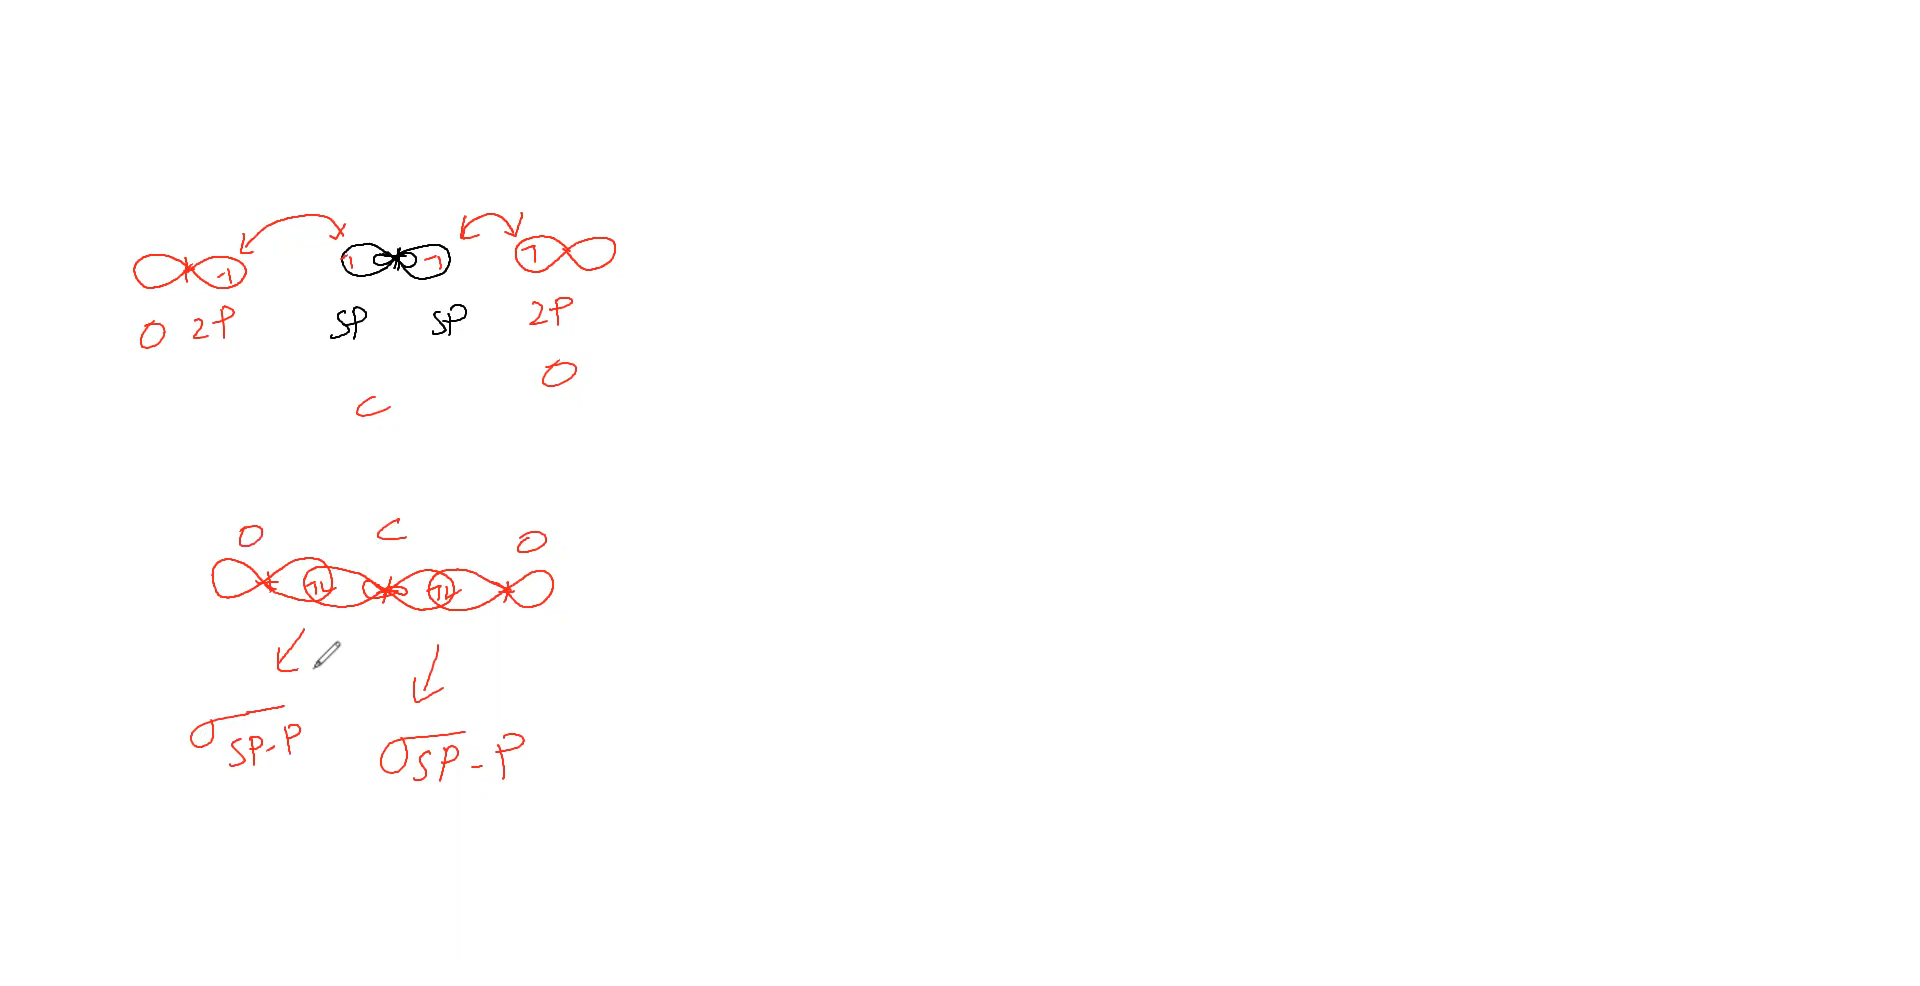 O 2P SP SP 2P
O
C
O C O
σ SP-P σ SP-P